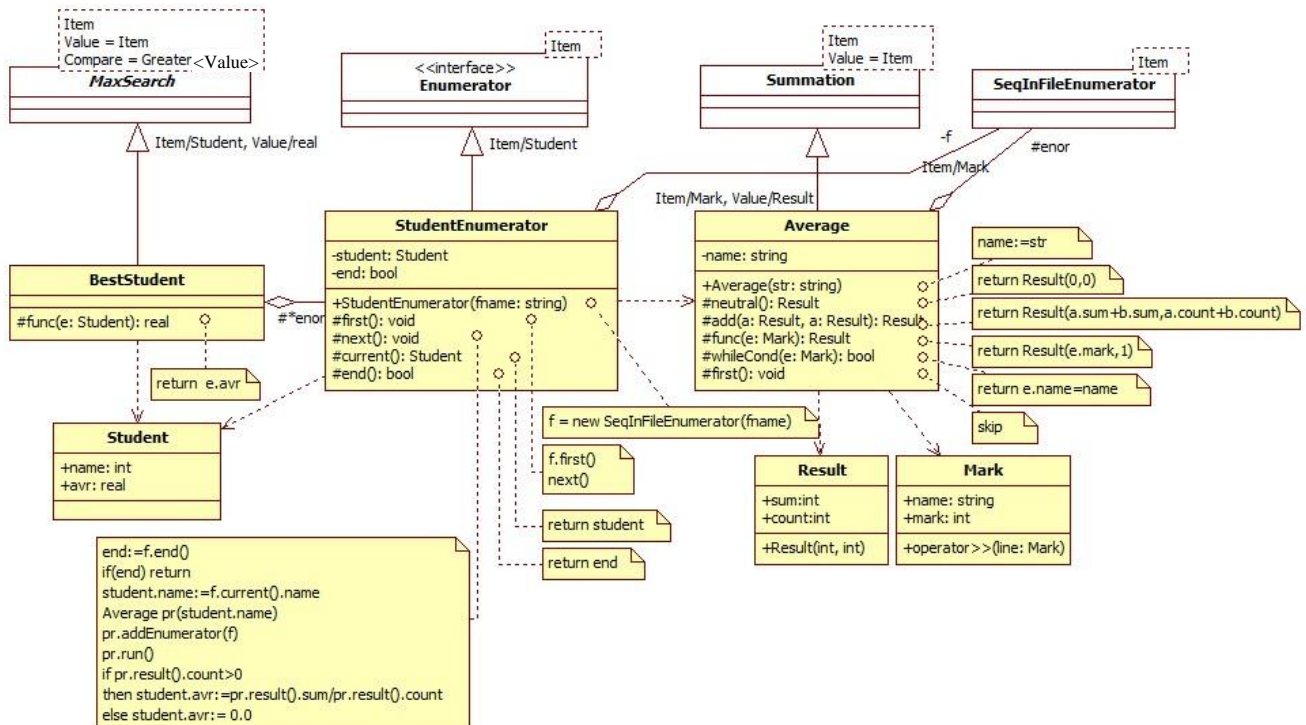 Item
Value = Item
Compare = Greater <Value>
MaxSearch
Item
<<interface>>
Enumerator
Item
Value = Item
Summation
Item
SeqInFileEnumerator
Item/Student, Value/real
Item/Student
-f
Item/Mark
#enor
Item/Mark, Value/Result
BestStudent
#func(e: Student): real
return e.avr
#*enor
StudentEnumerator
-student: Student
-end: bool
+StudentEnumerator(fname: string)
#first(): void
#next(): void
#current(): Student
#end(): bool
Average
-name: string
+Average(str: string)
#neutral(): Result
#add(a: Result, a: Result): Result
#func(e: Mark): Result
#whileCond(e: Mark): bool
#first(): void
name:=str
return Result(0,0)
return Result(a.sum+b.sum,a.count+b.count)
return Result(e.mark,1)
return e.name=name
skip
Student
+name: int
+avr: real
f = new SeqInFileEnumerator(fname)
f.first()
next()
return student
return end
Result
+sum:int
+count:int
+Result(int, int)
Mark
+name: string
+mark: int
+operator>>(line: Mark)
end:=f.end()
if(end) return
student.name:=f.current().name
Average pr(student.name)
pr.addEnumerator(f)
pr.run()
if pr.result().count>0
then student.avr:=pr.result().sum/pr.result().count
else student.avr:= 0.0